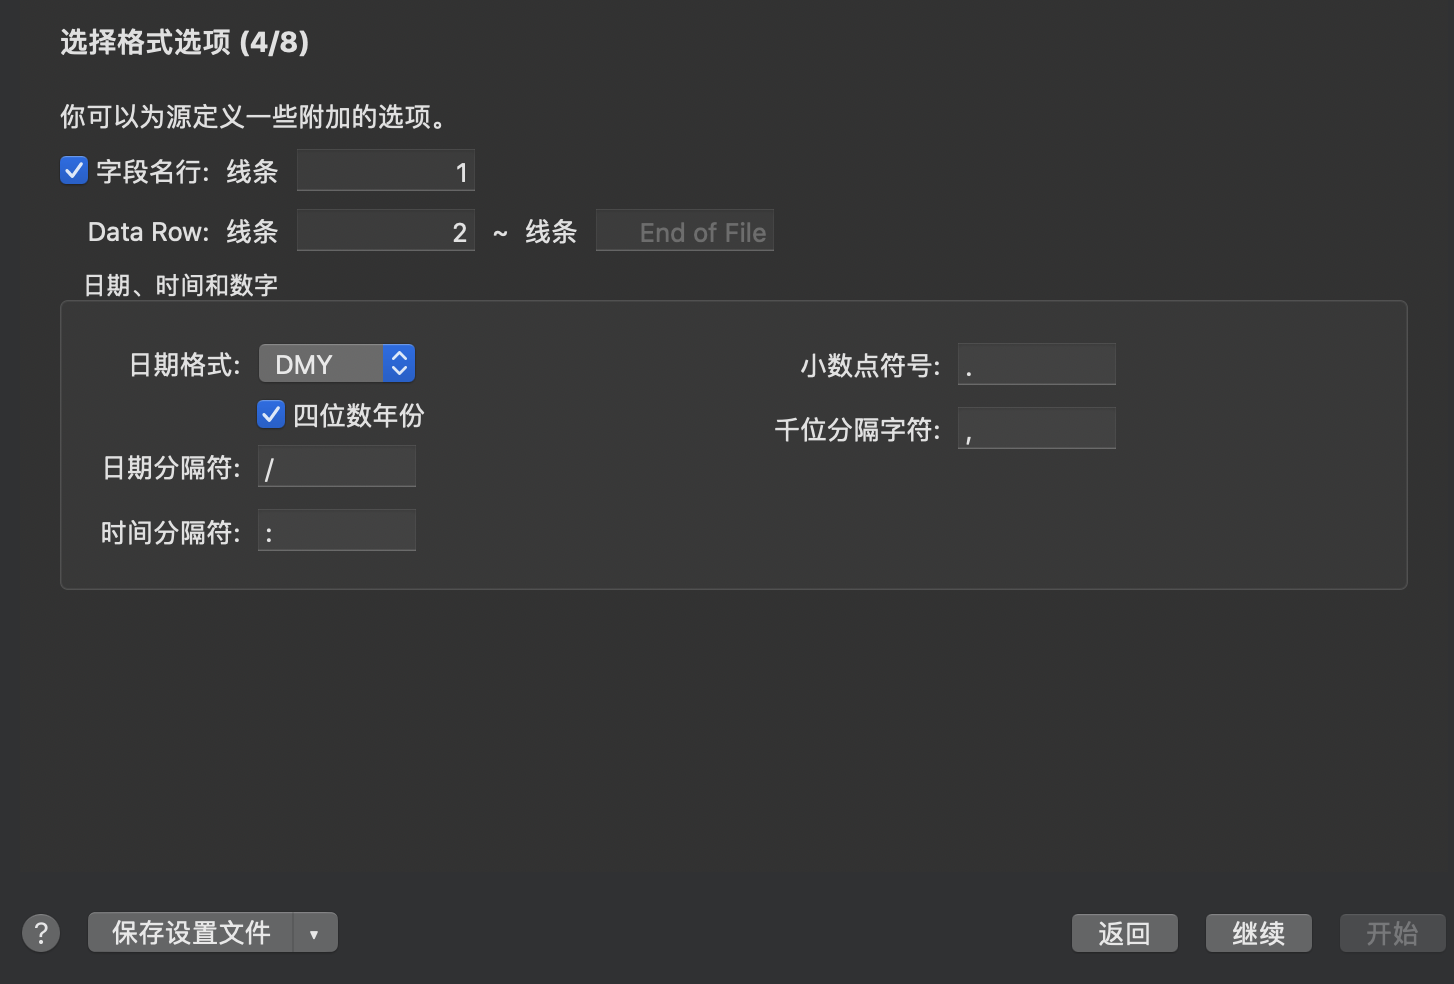 选择格式选项 (4/8)
你可以为源定义一些附加的选项。
字段名行: 线条 1
Data Row: 线条 2 ~ 线条 End of File
日期、时间和数字
日期格式: DMY
四位数年份
日期分隔符: /
时间分隔符: :
小数点符号: .
千位分隔字符: ,
? 保存设置文件 ▼ 返回 继续 开始